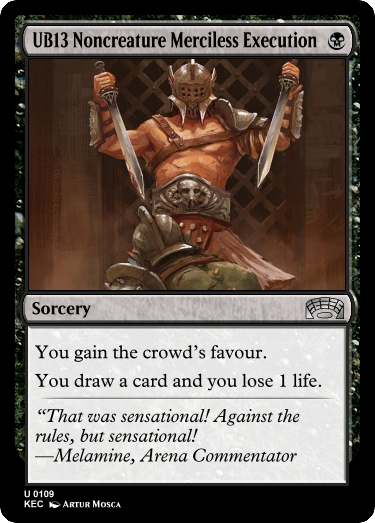 UB13 Noncreature Merciless Execution
Sorcery
You gain the crowd's favour.
You draw a card and you lose 1 life.
“That was sensational! Against the
rules, but sensational!
—Melamine, Arena Commentator
U 0109
KEC Artur Mosca